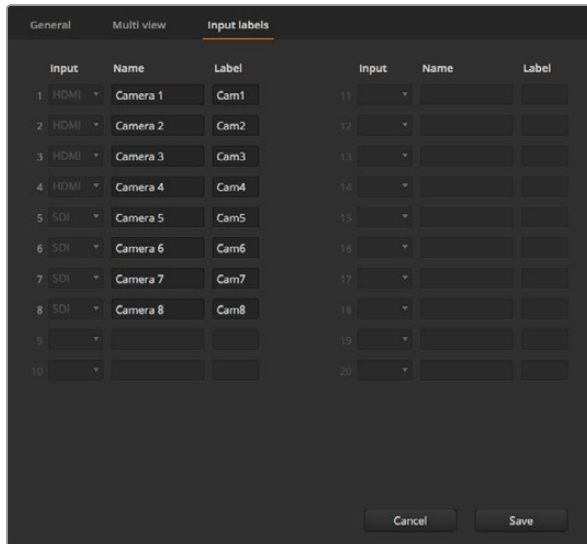 General Multi view Input labels
Input Name Label Input Name Label
1 HDMI Camera 1 Cam1 11
2 HDMI Camera 2 Cam2 12
3 HDMI Camera 3 Cam3 13
4 HDMI Camera 4 Cam4 14
5 SDI Camera 5 Cam5 15
6 SDI Camera 6 Cam6 16
7 SDI Camera 7 Cam7 17
8 SDI Camera 8 Cam8 18
9 19
10 20
Cancel Save